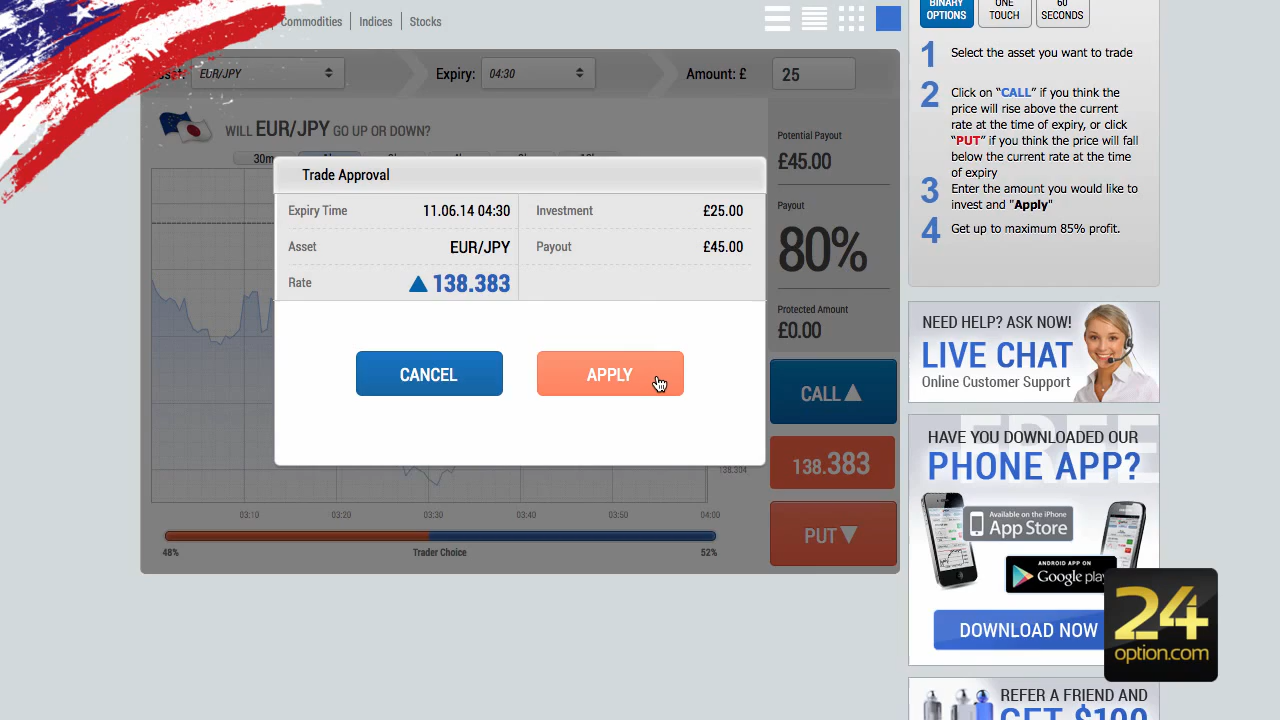 Commodities
Indices
Stocks
EUR/JPY
Expiry:
04:30
Amount: £
25
WILL EUR/JPY GO UP OR DOWN?
30m
Trade Approval
Expiry Time
11.06.14 04:30
Investment
£25.00
Asset
EUR/JPY
Payout
£45.00
Rate
138.383
CANCEL
APPLY
Potential Payout
£45.00
Payout
80%
Protected Amount
£0.00
CALL
138.383
PUT
138.304
03:10
03:20
03:30
03:40
03:50
04:00
48%
Trader Choice
52%
BINARY
OPTIONS
ONE
TOUCH
60
SECONDS
1
Select the asset you want to trade
2
Click on "CALL" if you think the
price will rise above the current
rate at the time of expiry, or click
"PUT" if you think the price will fall
below the current rate at the time
of expiry
3
Enter the amount you would like to
invest and "Apply"
4
Get up to maximum 85% profit.
NEED HELP? ASK NOW!
LIVE CHAT
Online Customer Support
FREE
HAVE YOU DOWNLOADED OUR
PHONE APP?
Available on the iPhone
App Store
ANDROID APP ON
Google play
DOWNLOAD NOW
24
option.com
REFER A FRIEND AND
GET $100